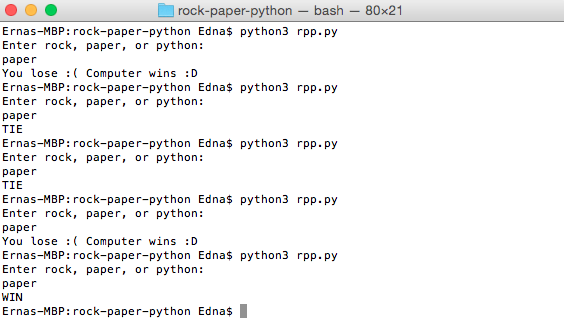 rock-paper-python — bash — 80×21
Ernas-MBP:rock-paper-python Edna$ python3 rpp.py
Enter rock, paper, or python:
paper
You lose :( Computer wins :D
Ernas-MBP:rock-paper-python Edna$ python3 rpp.py
Enter rock, paper, or python:
paper
TIE
Ernas-MBP:rock-paper-python Edna$ python3 rpp.py
Enter rock, paper, or python:
paper
TIE
Ernas-MBP:rock-paper-python Edna$ python3 rpp.py
Enter rock, paper, or python:
paper
You lose :( Computer wins :D
Ernas-MBP:rock-paper-python Edna$ python3 rpp.py
Enter rock, paper, or python:
paper
WIN
Ernas-MBP:rock-paper-python Edna$